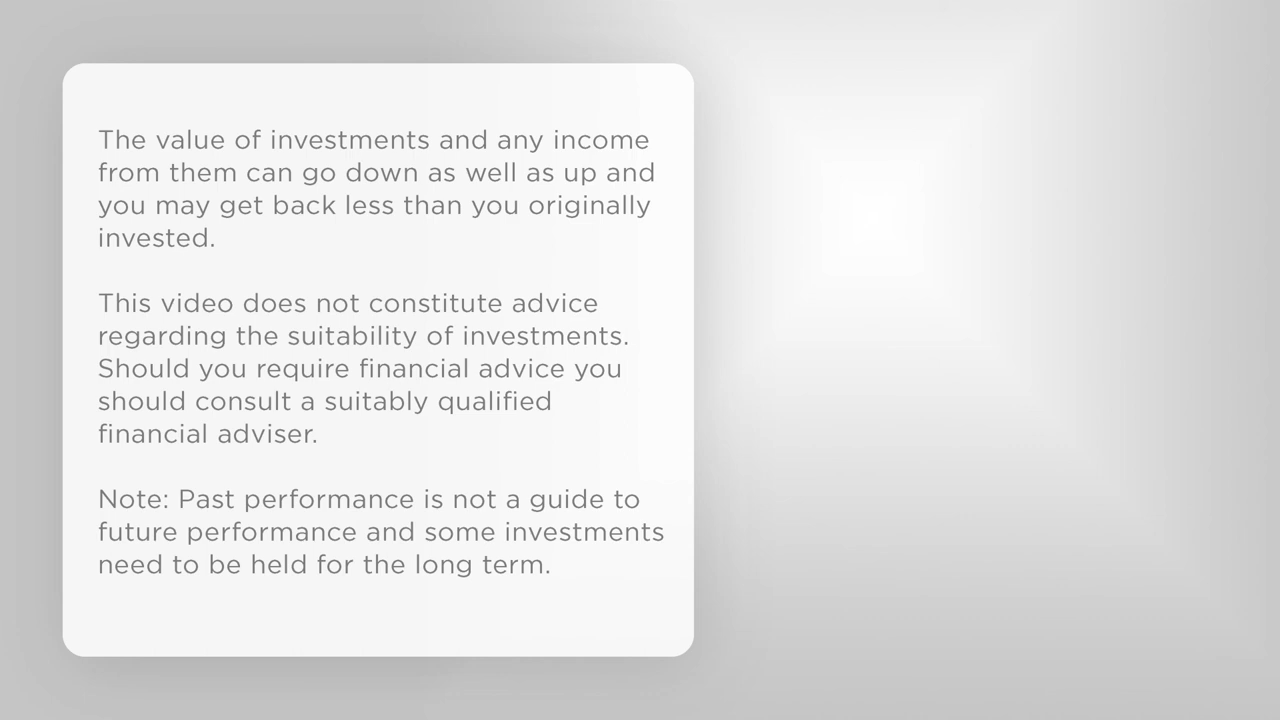 The value of investments and any income
from them can go down as well as up and
you may get back less than you originally
invested.
This video does not constitute advice
regarding the suitability of investments.
Should you require financial advice you
should consult a suitably qualified
financial adviser.
Note: Past performance is not a guide to
future performance and some investments
need to be held for the long term.